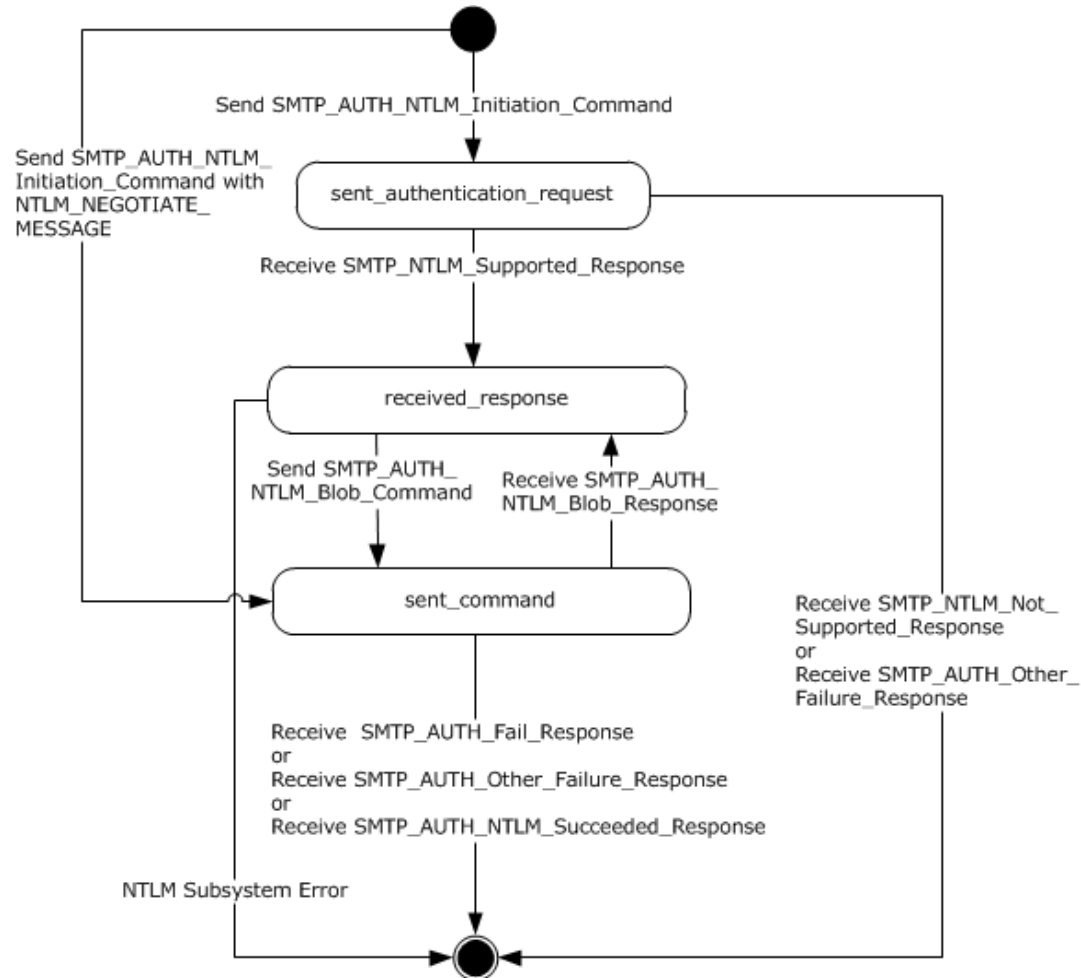 Send SMTP_AUTH_NTLM_Initiation_Command
Send SMTP_AUTH_NTLM_
Initiation_Command with
NTLM_NEGOTIATE_
MESSAGE
sent_authentication_request
Receive SMTP_NTLM_Supported_Response
received_response
Send SMTP_AUTH_
NTLM_Blob_Command
Receive SMTP_AUTH_
NTLM_Blob_Response
sent_command
Receive SMTP_NTLM_Not_
Supported_Response
or
Receive SMTP_AUTH_Other_
Failure_Response
Receive SMTP_AUTH_Fail_Response
or
Receive SMTP_AUTH_Other_Failure_Response
or
Receive SMTP_AUTH_NTLM_Succeeded_Response
NTLM Subsystem Error